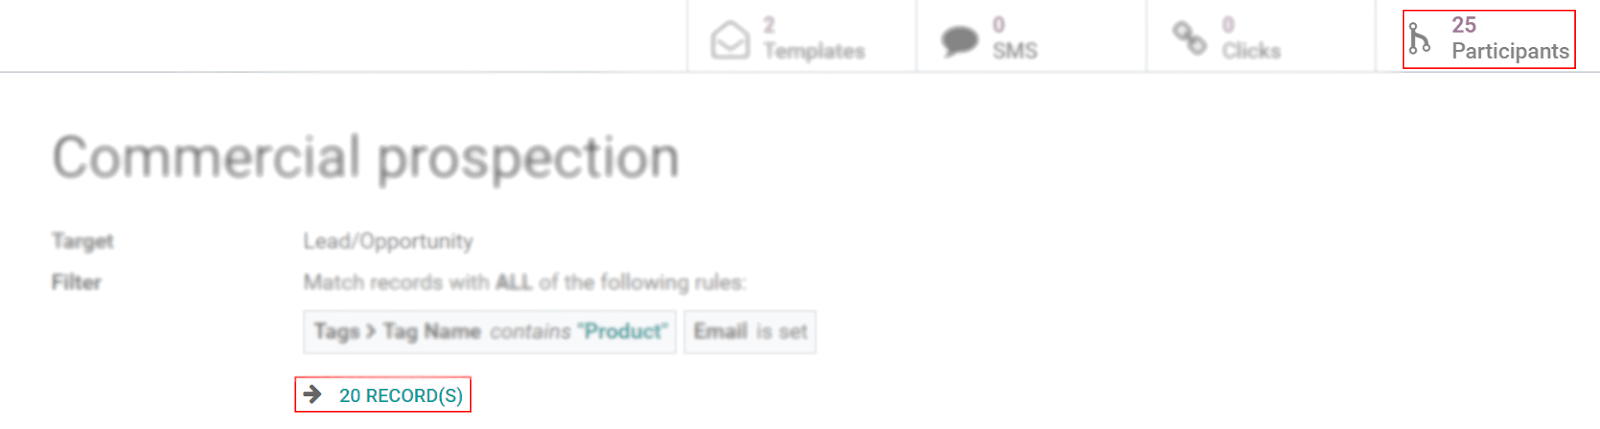 2
Templates
0
SMS
0
Clicks
25
Participants
Commercial prospection
Target Lead/Opportunity
Filter Match records with ALL of the following rules:
Tags > Tag Name contains "Product" Email is set
20 RECORD(S)